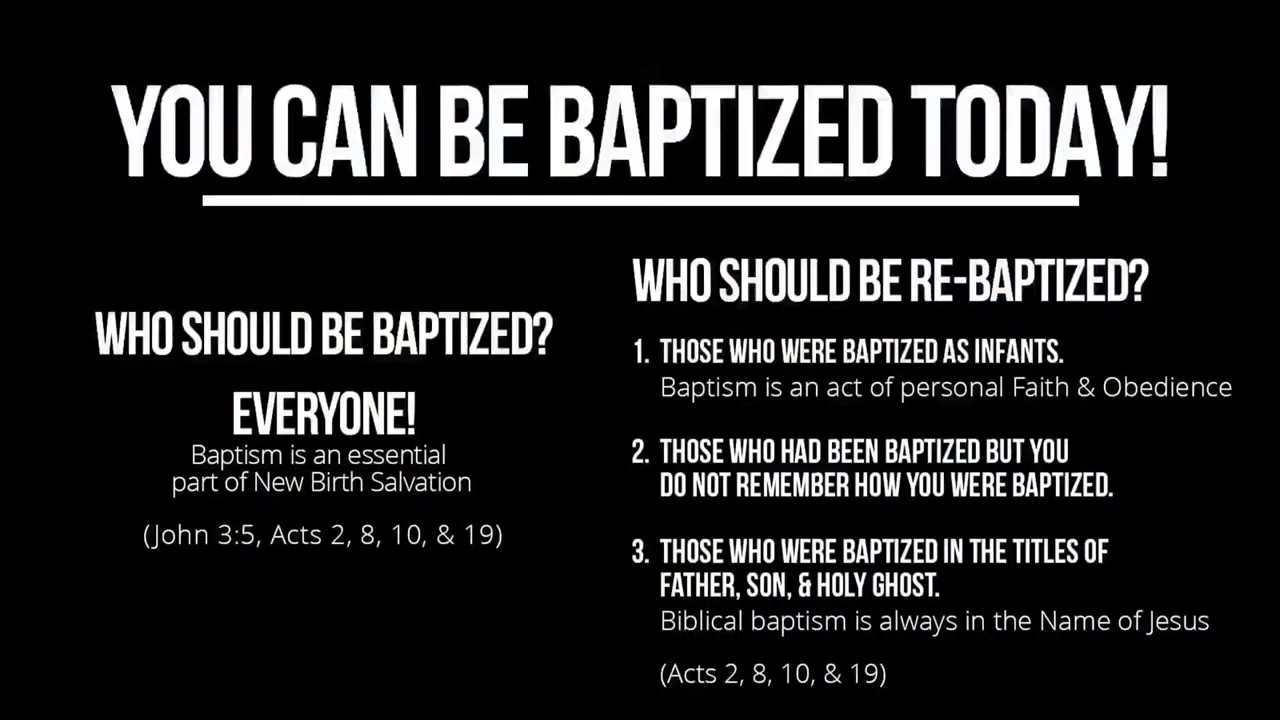 YOU CAN BE BAPTIZED TODAY!
WHO SHOULD BE BAPTIZED?
EVERYONE!
Baptism is an essential
part of New Birth Salvation
(John 3:5, Acts 2, 8, 10, & 19)
WHO SHOULD BE RE-BAPTIZED?
1. THOSE WHO WERE BAPTIZED AS INFANTS.
Baptism is an act of personal Faith & Obedience
2. THOSE WHO HAD BEEN BAPTIZED BUT YOU
DO NOT REMEMBER HOW YOU WERE BAPTIZED.
3. THOSE WHO WERE BAPTIZED IN THE TITLES OF
FATHER, SON, & HOLY GHOST.
Biblical baptism is always in the Name of Jesus
(Acts 2, 8, 10, & 19)